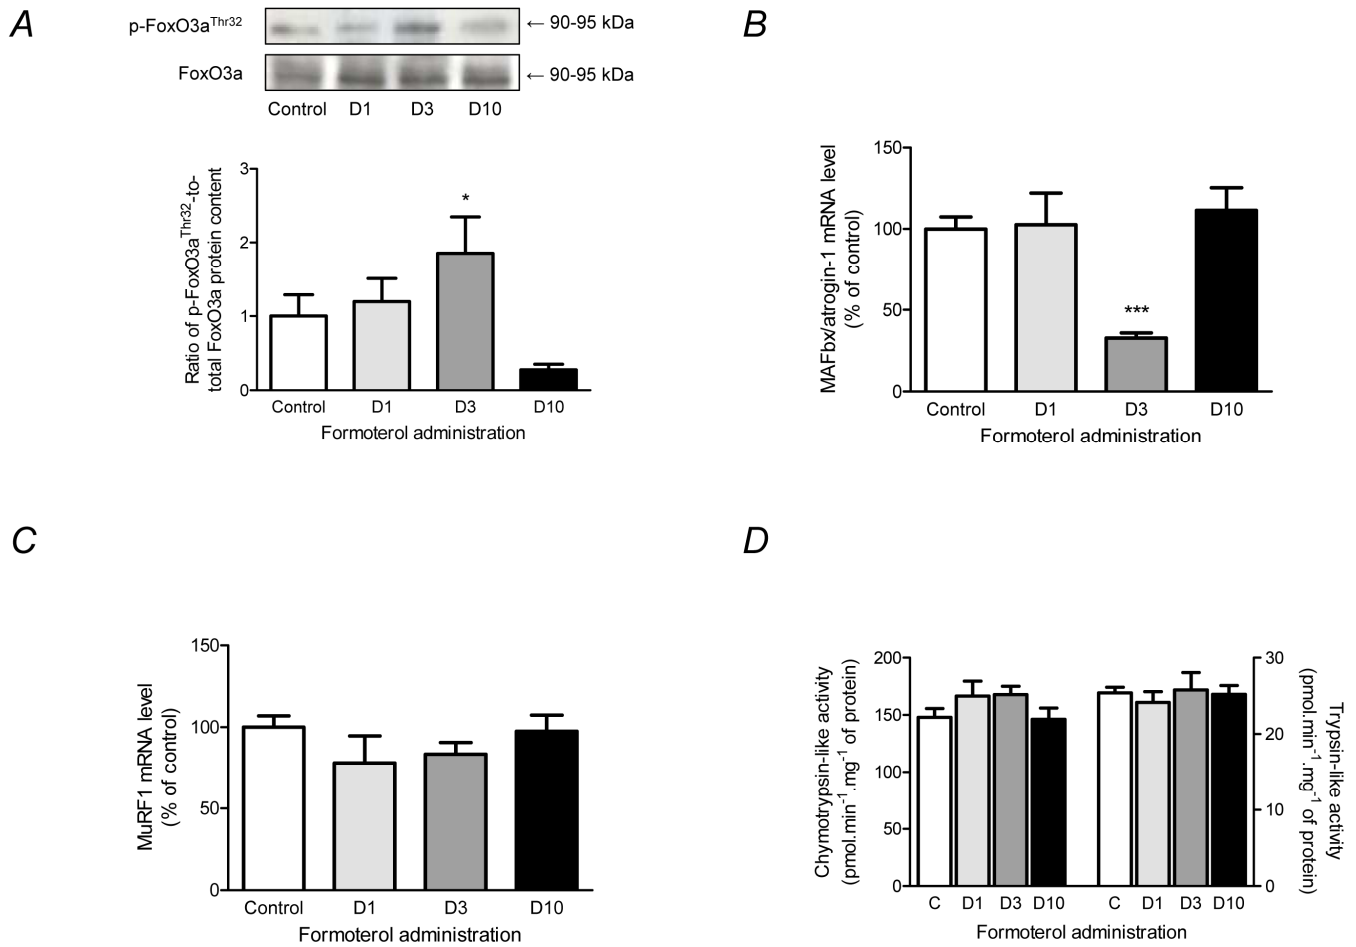 A
p-FoxO3aThr32
← 90-95 kDa
FoxO3a
← 90-95 kDa
Control D1 D3 D10
Ratio of p-FoxO3aThr32-to-
total FoxO3a protein content
3
2
1
0
*
Control D1 D3 D10
Formoterol administration
B
MAFbx/atrogin-1 mRNA level
(% of control)
150
100
50
0
***
Control D1 D3 D10
Formoterol administration
C
MuRF1 mRNA level
(% of control)
150
100
50
0
Control D1 D3 D10
Formoterol administration
D
Chymotrypsin-like activity
(pmol.min-1.mg-1 of protein)
200
150
100
50
0
30
20
10
0
Trypsin-like activity
(pmol.min-1.mg-1 of protein)
C D1 D3 D10 C D1 D3 D10
Formoterol administration